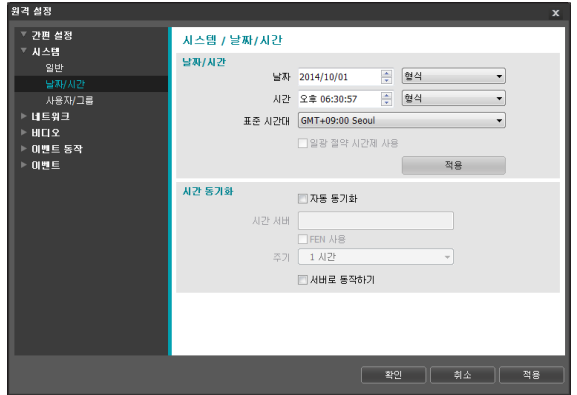 원격 설정
간편 설정
시스템
일반
날짜/시간
사용자/그룹
네트워크
비디오
이벤트 동작
이벤트
시스템 / 날짜/시간
날짜/시간
날짜 2014/10/01 형식
시간 오후 06:30:57 형식
표준 시간대 GMT+09:00 Seoul
일광 절약 시간제 사용
적용
시간 동기화
자동 동기화
시간 서버
FEN 사용
주기 1 시간
서버로 동작하기
확인 취소 적용